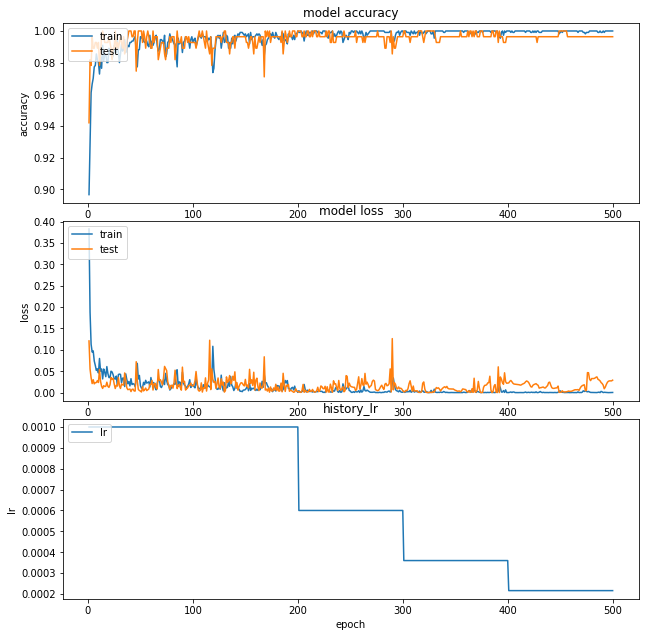 model accuracy
train
test
1.00
0.98
0.96
0.94
0.92
0.90
accuracy
0 100 200 300 400 500
model loss
train
test
0.40
0.35
0.30
0.25
0.20
0.15
0.10
0.05
0.00
loss
0 100 200 300 400 500
history_lr
lr
0.0010
0.0009
0.0008
0.0007
0.0006
0.0005
0.0004
0.0003
0.0002
lr
0 100 200 300 400 500
epoch